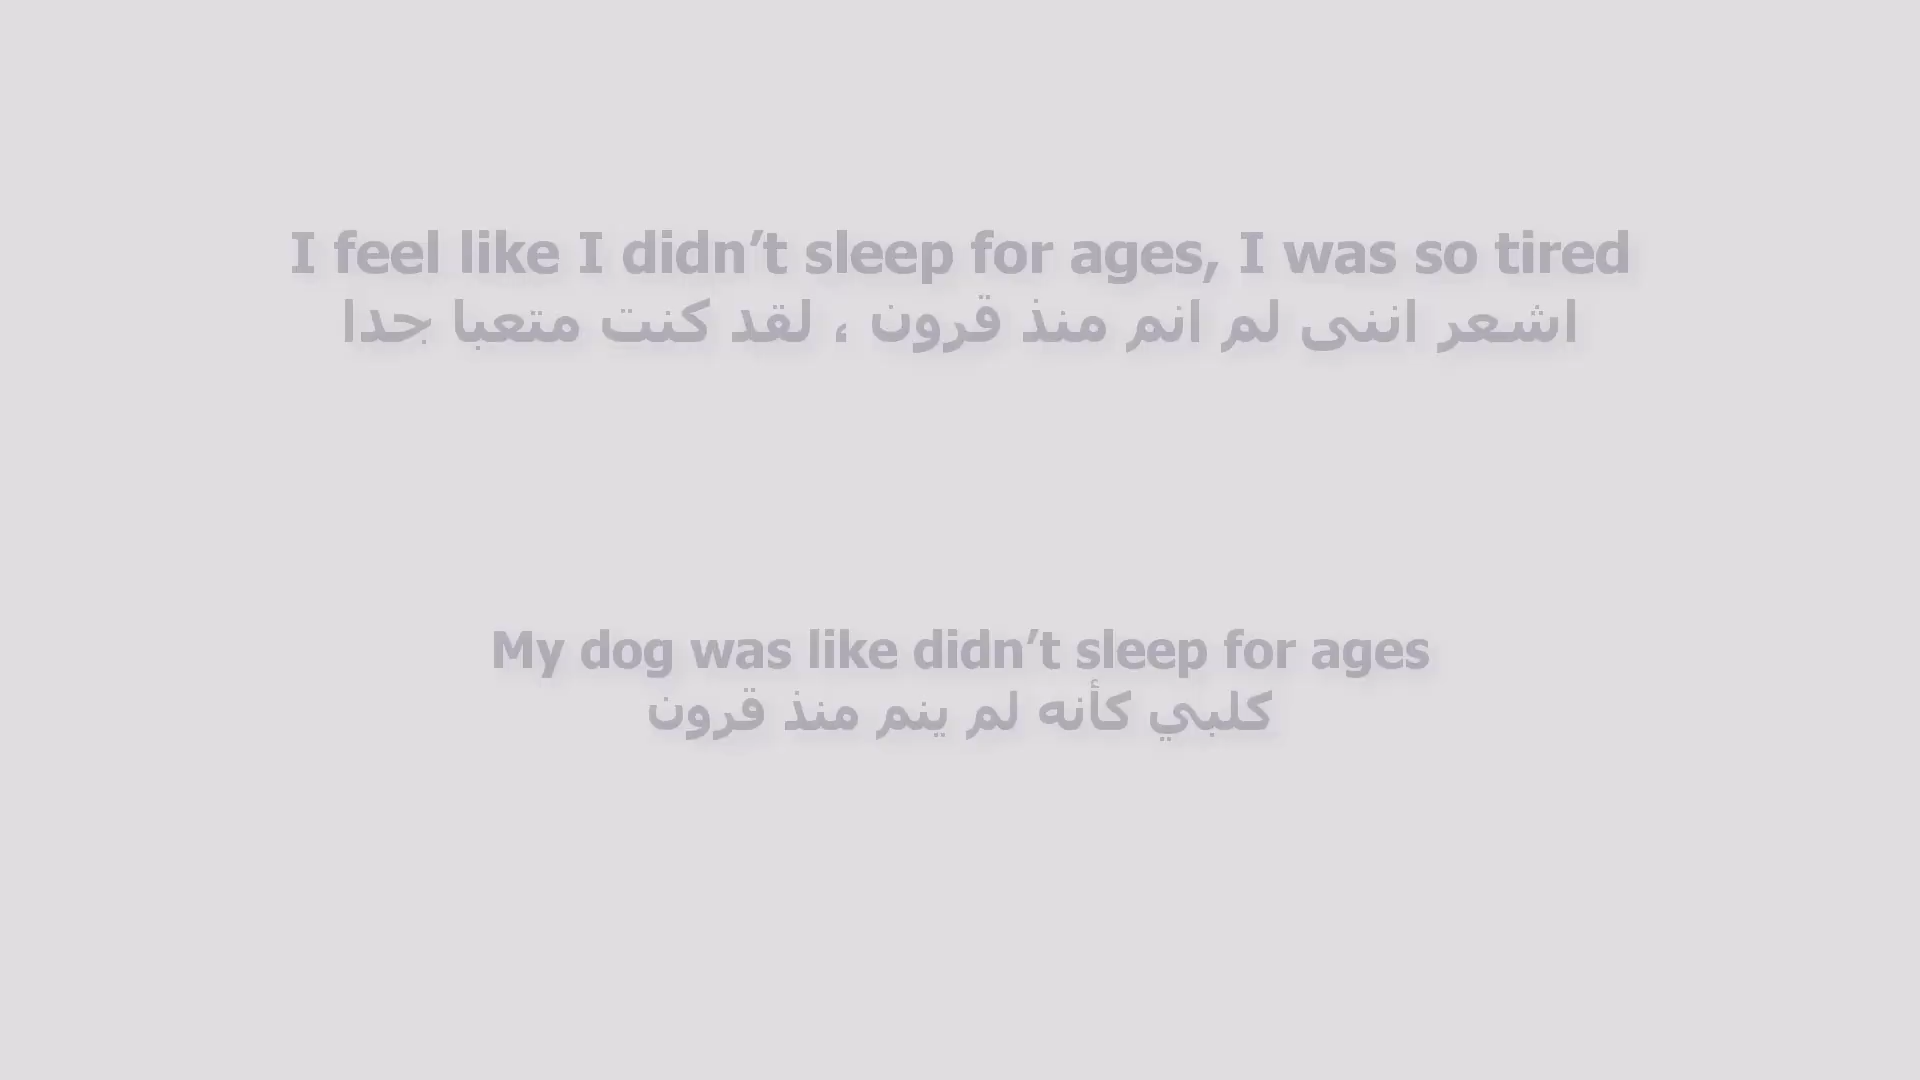 I feel like I didn’t sleep for ages, I was so tired
اشعر اننى لم انم منذ قرون ، لقد كنت متعبا جدا
My dog was like didn’t sleep for ages
كلبي كأنه لم ينم منذ قرون